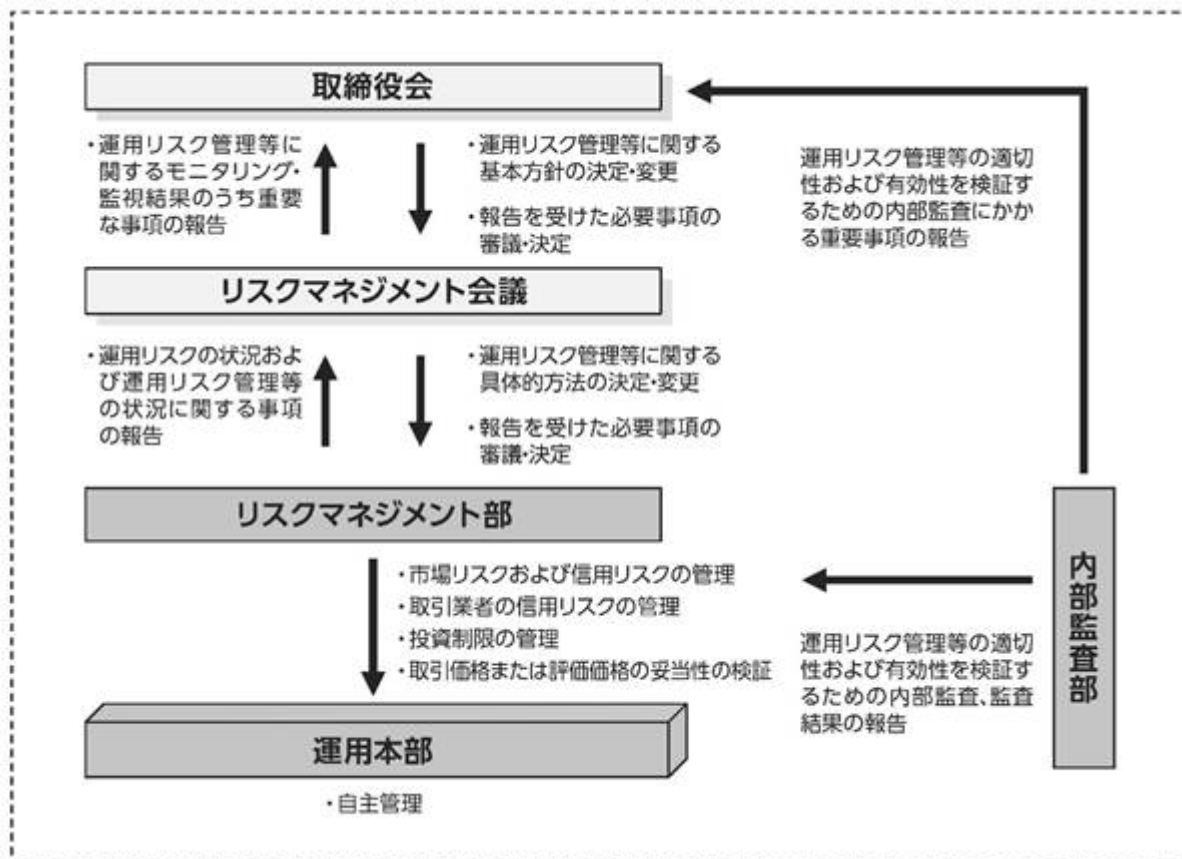 取締役会
・運用リスク管理等に
関するモニタリング・
監視結果のうち重要
な事項の報告
・運用リスク管理等に関する
基本方針の決定・変更
・報告を受けた必要事項の
審議・決定
運用リスク管理等の適切
性および有効性を検証す
るための内部監査にかか
る重要事項の報告
リスクマネジメント会議
・運用リスクの状況およ
び運用リスク管理等
の状況に関する事項
の報告
・運用リスク管理等に関する
具体的方法の決定・変更
・報告を受けた必要事項の
審議・決定
リスクマネジメント部
・市場リスクおよび信用リスクの管理
・取引業者の信用リスクの管理
・投資制限の管理
・取引価格または評価価格の妥当性の検証
内部監査部
運用リスク管理等の適切
性および有効性を検証す
るための内部監査、監査
結果の報告
運用本部
・自主管理